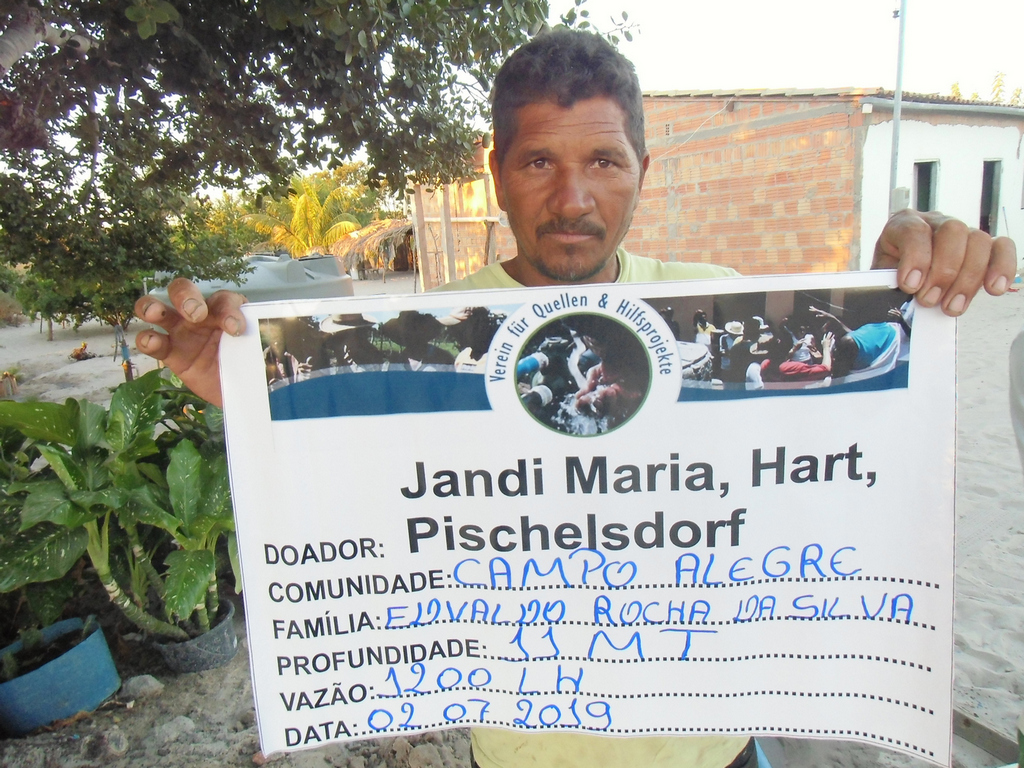 Verein für Quellen & Hilfsprojekte
Jandi Maria, Hart,
DOADOR: Pischelsdorf
COMUNIDADE: CAMPO ALEGRE
FAMÍLIA: EDVALDO ROCHA DA SILVA
PROFUNDIDADE: 11 MT
VAZÃO: 1200 LH
DATA: 02 07 2019